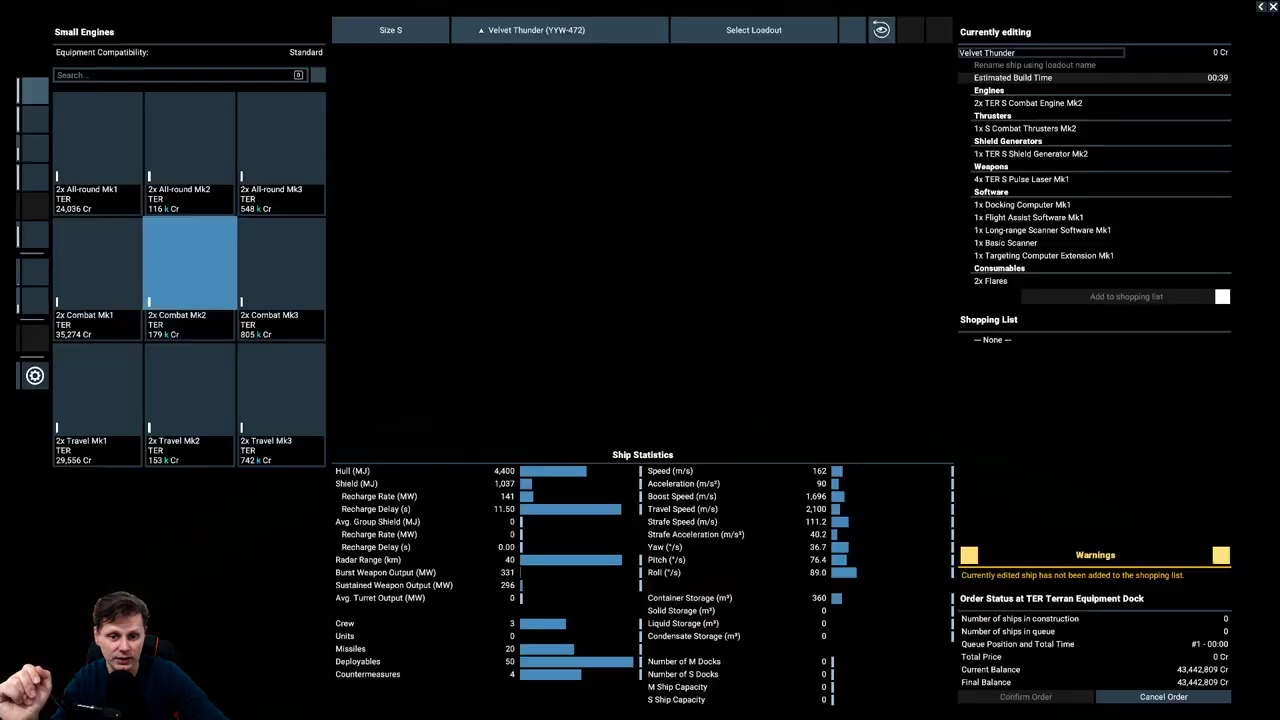 Small Engines
Equipment Compatibility: Standard
Search...
0
2x All-round Mk1
TER
24,036 Cr
2x All-round Mk2
TER
116 k Cr
2x All-round Mk3
TER
548 k Cr
2x Combat Mk1
TER
35,274 Cr
2x Combat Mk2
TER
179 k Cr
2x Combat Mk3
TER
805 k Cr
2x Travel Mk1
TER
29,556 Cr
2x Travel Mk2
TER
153 k Cr
2x Travel Mk3
TER
742 k Cr
Size S
Velvet Thunder (YYW-472)
Select Loadout
Ship Statistics
Hull (MJ) 4,400
Shield (MJ) 1,037
Recharge Rate (MW) 141
Recharge Delay (s) 11.50
Avg. Group Shield (MJ) 0
Recharge Rate (MW) 0
Recharge Delay (s) 0.00
Radar Range (km) 40
Burst Weapon Output (MW) 331
Sustained Weapon Output (MW) 296
Avg. Turret Output (MW) 0
Crew 3
Units 0
Missiles 20
Deployables 50
Countermeasures 4
Speed (m/s) 162
Acceleration (m/s²) 90
Boost Speed (m/s) 1,696
Travel Speed (m/s) 2,100
Strafe Speed (m/s) 111.2
Strafe Acceleration (m/s²) 40.2
Yaw (°/s) 36.7
Pitch (°/s) 76.4
Roll (°/s) 89.0
Container Storage (m³) 360
Solid Storage (m³) 0
Liquid Storage (m³) 0
Condensate Storage (m³) 0
Number of M Docks 0
Number of S Docks 0
M Ship Capacity 0
S Ship Capacity 0
Currently editing
Velvet Thunder 0 Cr
Rename ship using loadout name
Estimated Build Time 00:39
Engines
2x TER S Combat Engine Mk2
Thrusters
1x S Combat Thrusters Mk2
Shield Generators
1x TER S Shield Generator Mk2
Weapons
4x TER S Pulse Laser Mk1
Software
1x Docking Computer Mk1
1x Flight Assist Software Mk1
1x Long-range Scanner Software Mk1
1x Basic Scanner
1x Targeting Computer Extension Mk1
Consumables
2x Flares
Add to shopping list
Shopping List
— None —
Warnings
Currently edited ship has not been added to the shopping list.
Order Status at TER Terran Equipment Dock
Number of ships in construction 0
Number of ships in queue 0
Queue Position and Total Time #1 - 00:00
Total Price 0 Cr
Current Balance 43,442,809 Cr
Final Balance 43,442,809 Cr
Confirm Order
Cancel Order